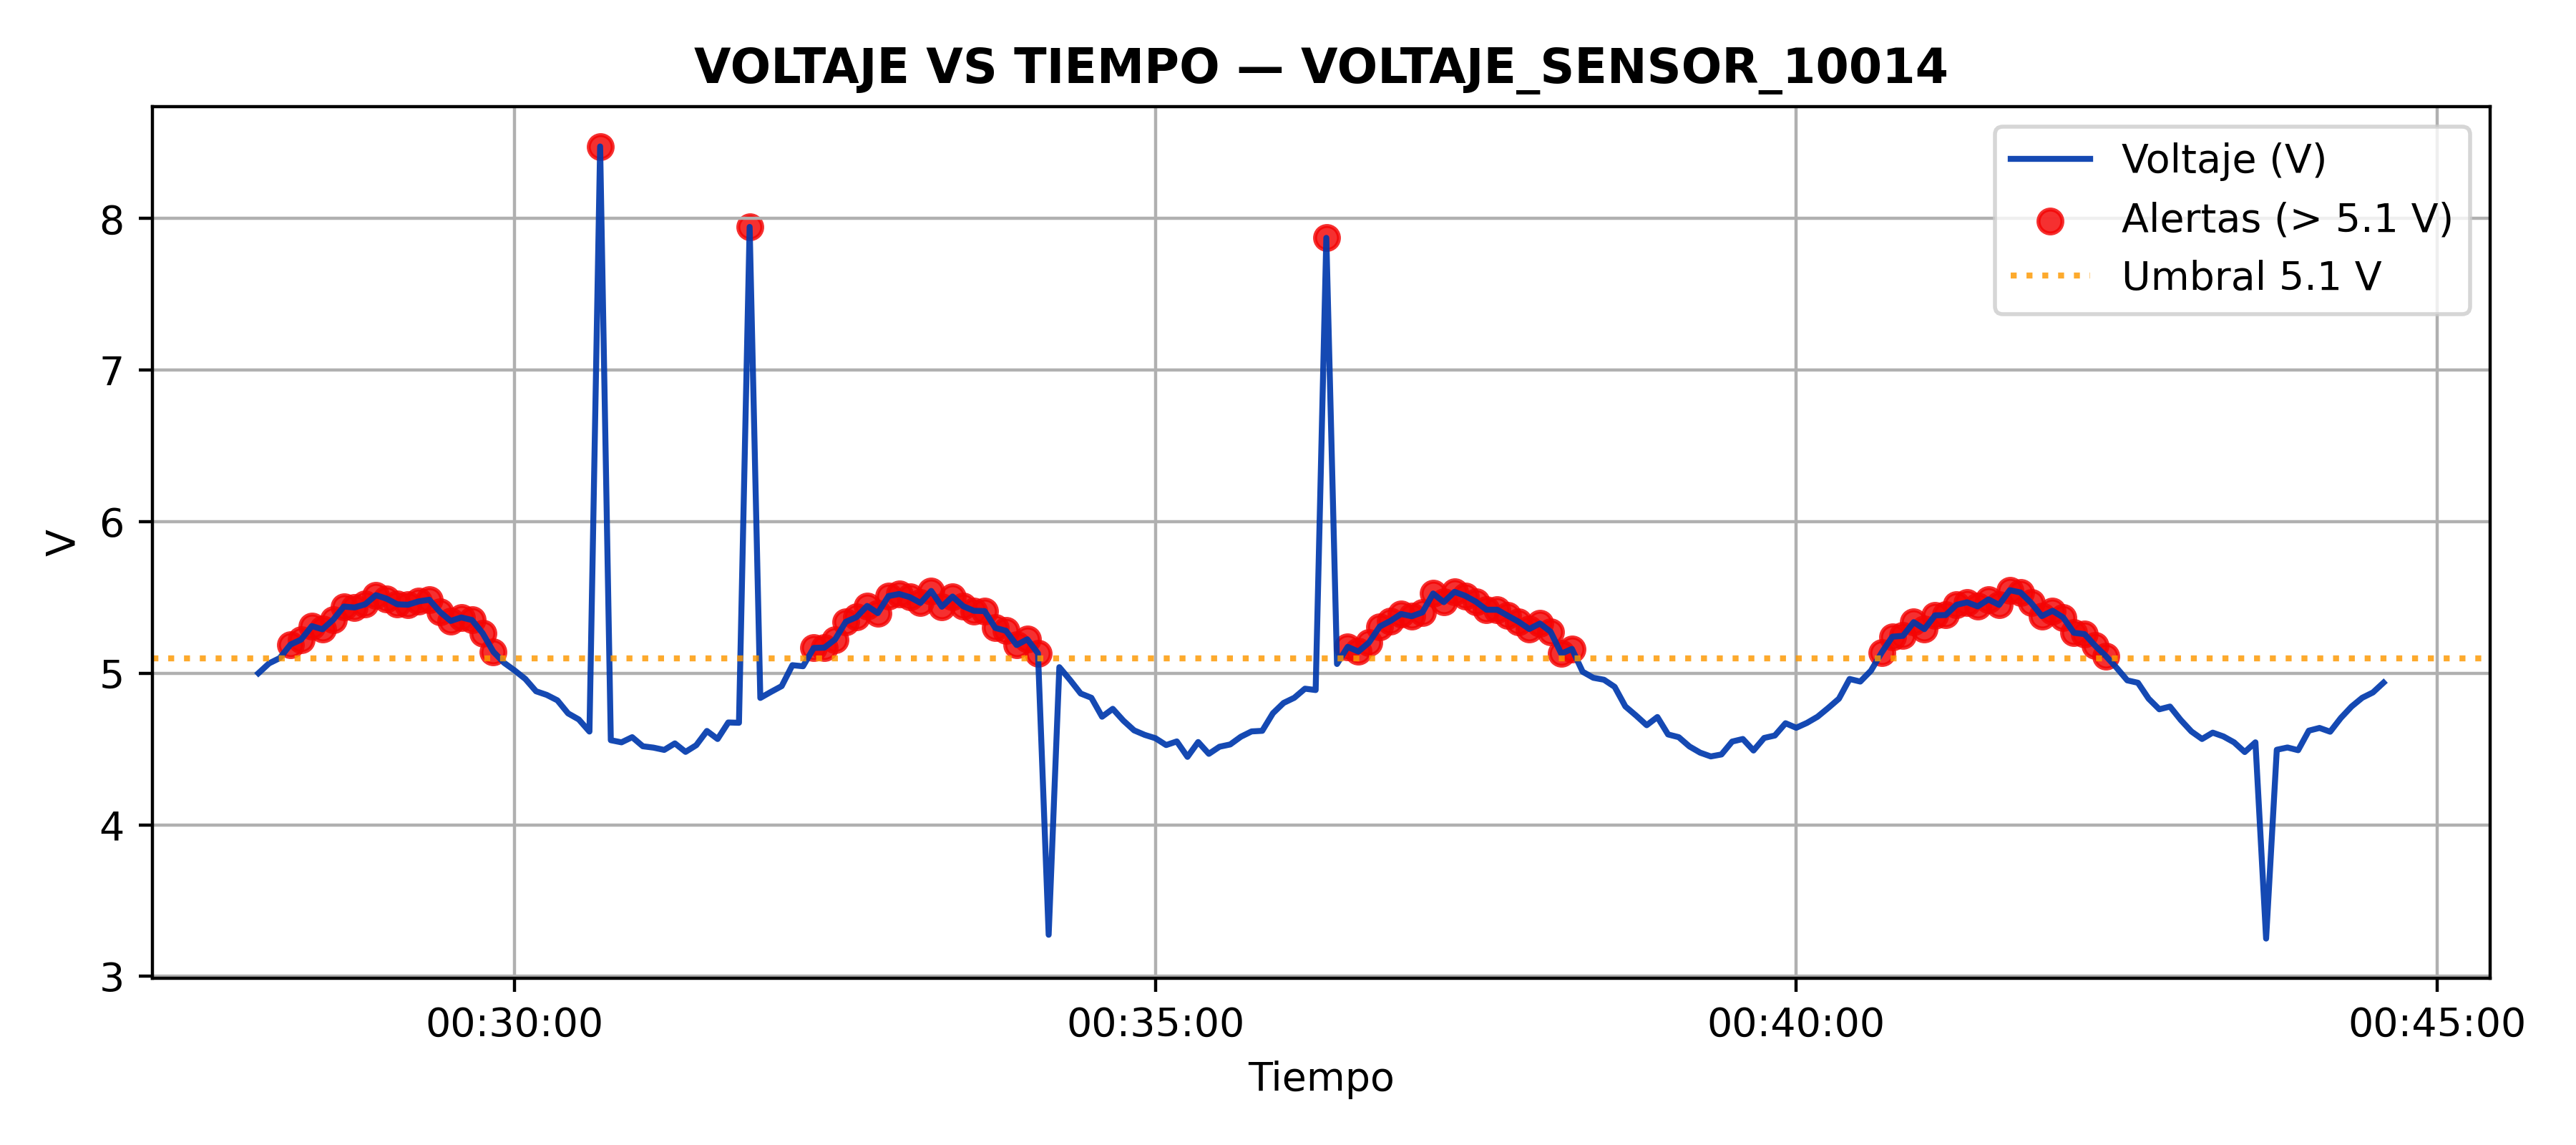 VOLTAJE VS TIEMPO — VOLTAJE_SENSOR_10014
Voltaje (V)
Alertas (> 5.1 V)
Umbral 5.1 V
8
7
6
5
4
3
V
00:30:00
00:35:00
00:40:00
00:45:00
Tiempo